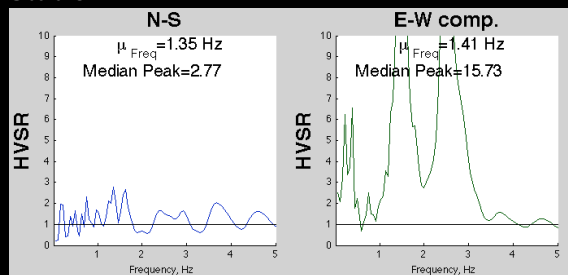 N-S
μ Freq=1.35 Hz
Median Peak=2.77
HVSR
10
9
8
7
6
5
4
3
2
1
0
1 2 3 4 5
Frequency, Hz
E-W comp.
μ Freq=1.41 Hz
Median Peak=15.73
HVSR
10
9
8
7
6
5
4
3
2
1
0
1 2 3 4 5
Frequency, Hz